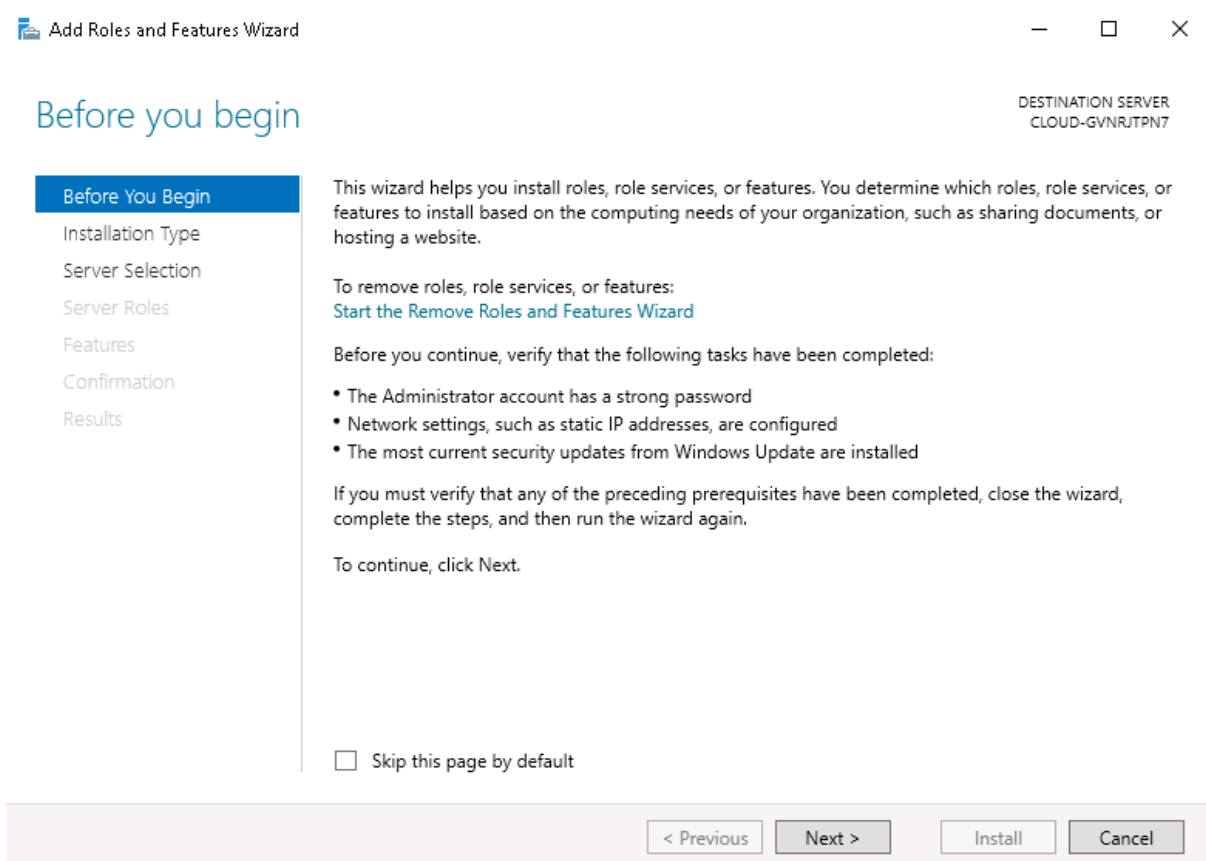 Add Roles and Features Wizard
Before you begin
DESTINATION SERVER
CLOUD-GVNRJTPN7
Before You Begin
Installation Type
Server Selection
Server Roles
Features
Confirmation
Results
This wizard helps you install roles, role services, or features. You determine which roles, role services, or
features to install based on the computing needs of your organization, such as sharing documents, or
hosting a website.
To remove roles, role services, or features:
Start the Remove Roles and Features Wizard
Before you continue, verify that the following tasks have been completed:
• The Administrator account has a strong password
• Network settings, such as static IP addresses, are configured
• The most current security updates from Windows Update are installed
If you must verify that any of the preceding prerequisites have been completed, close the wizard,
complete the steps, and then run the wizard again.
To continue, click Next.
Skip this page by default
< Previous
Next >
Install
Cancel